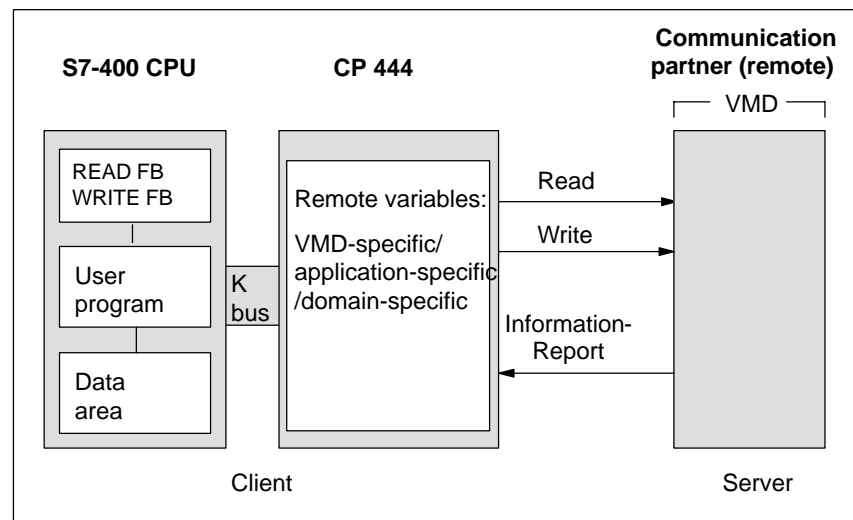 S7-400 CPU
CP 444
Communication
partner (remote)
VMD
READ FB
WRITE FB
User
program
Data
area
K
bus
Remote variables:
VMD-specific/
application-specific
/domain-specific
Read
Write
Information-
Report
Client
Server